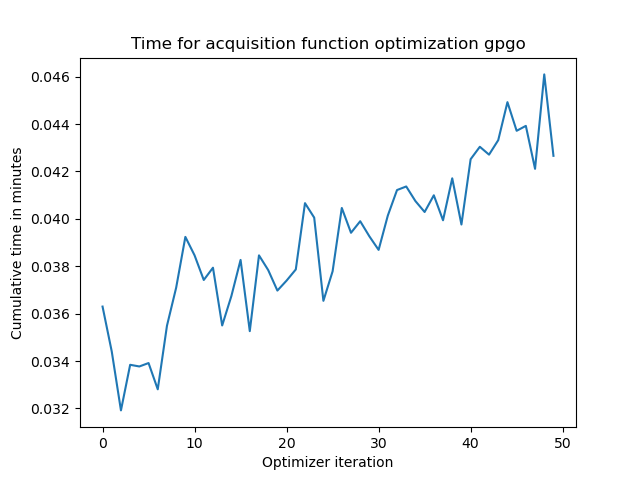 Time for acquisition function optimization gpgo
Cumulative time in minutes
0.046
0.044
0.042
0.040
0.038
0.036
0.034
0.032
0 10 20 30 40 50
Optimizer iteration